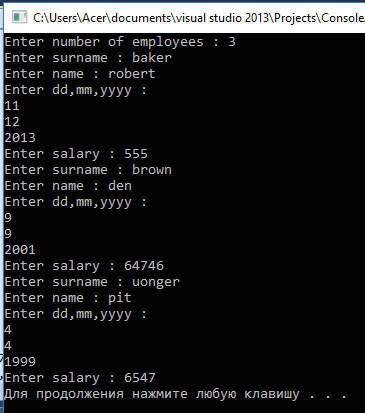 C:\Users\Acer\documents\visual studio 2013\Projects\Console
Enter number of employees : 3
Enter surname : baker
Enter name : robert
Enter dd,mm,yyyy :
11
12
2013
Enter salary : 555
Enter surname : brown
Enter name : den
Enter dd,mm,yyyy :
9
9
2001
Enter salary : 64746
Enter surname : uonger
Enter name : pit
Enter dd,mm,yyyy :
4
4
1999
Enter salary : 6547
Для продолжения нажмите любую клавишу . . .